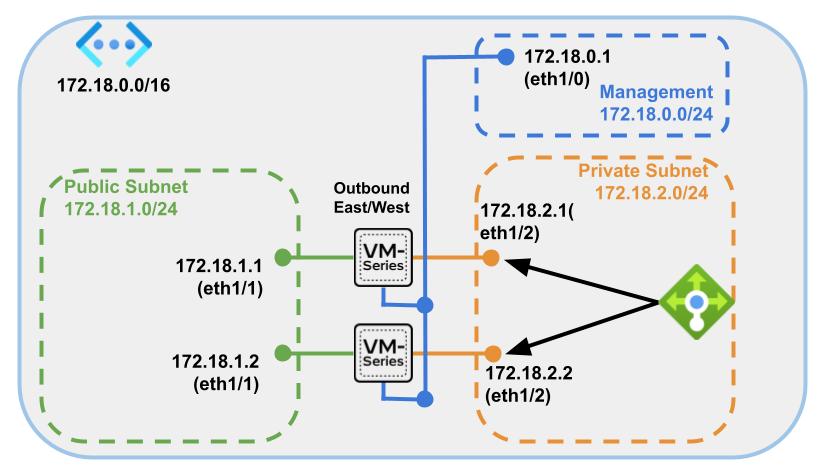 172.18.0.0/16
172.18.0.1
(eth1/0)
Management
172.18.0.0/24
Public Subnet
172.18.1.0/24
Outbound
East/West
Private Subnet
172.18.2.0/24
172.18.2.1(
eth1/2)
172.18.1.1
(eth1/1)
VM-
Series
172.18.1.2
(eth1/1)
VM-
Series
172.18.2.2
(eth1/2)